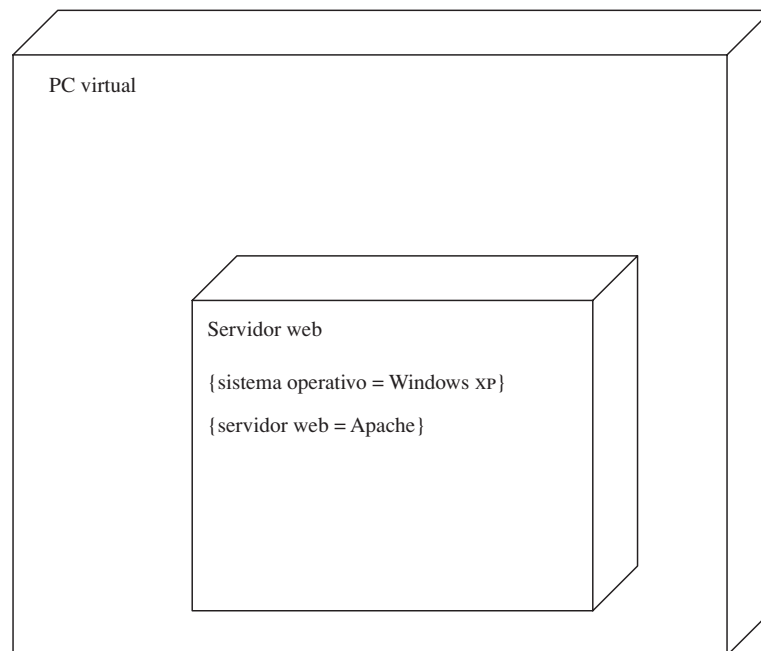 PC virtual
Servidor web
{sistema operativo = Windows XP}
{servidor web = Apache}